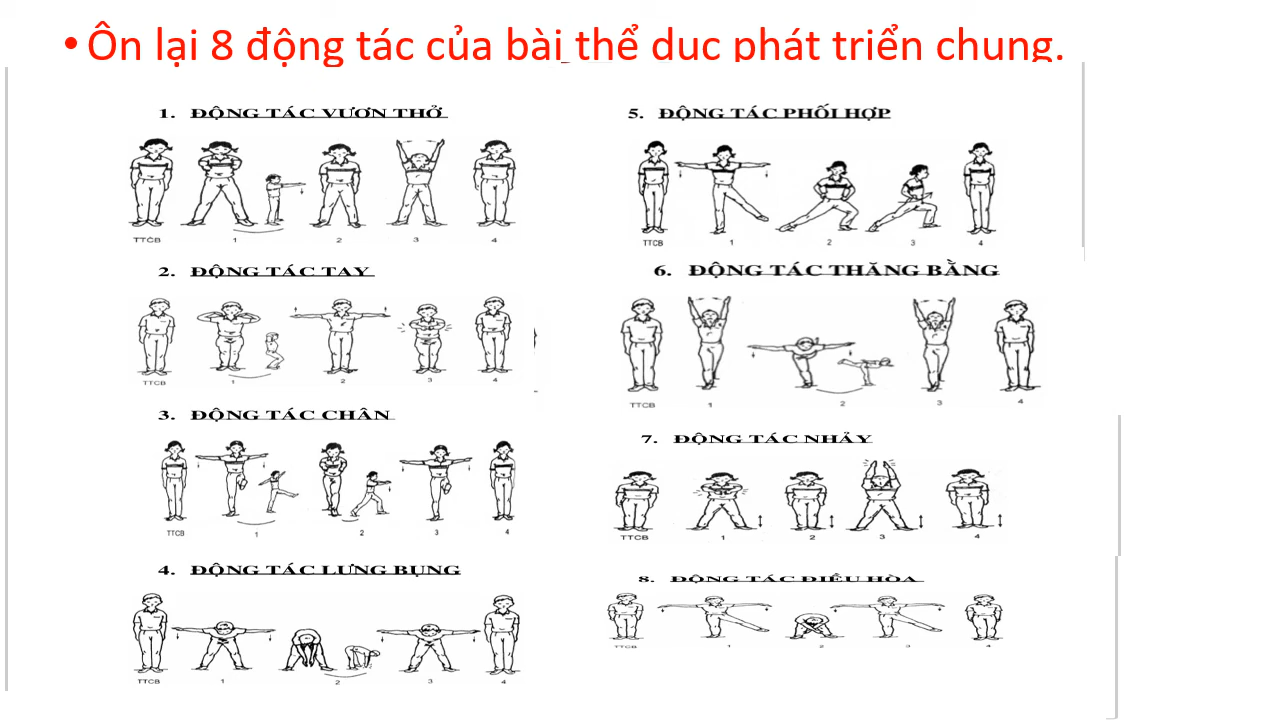 • Ôn lại 8 động tác của bài thể dục phát triển chung.
1. ĐỘNG TÁC VƯƠN THỞ
TTCB 1 2 3 4
2. ĐỘNG TÁC TAY
TTCB 1 2 3 4
3. ĐỘNG TÁC CHÂN
TTCB 1 2 3 4
4. ĐỘNG TÁC LƯNG BỤNG
TTCB 1 2 3 4
5. ĐỘNG TÁC PHỐI HỢP
TTCB 1 2 3 4
6. ĐỘNG TÁC THĂNG BẰNG
TTCB 1 2 3 4
7. ĐỘNG TÁC NHẢY
TTCB 1 2 3 4
8. ĐỘNG TÁC ĐIỀU HÒA
TTCB 1 2 3 4